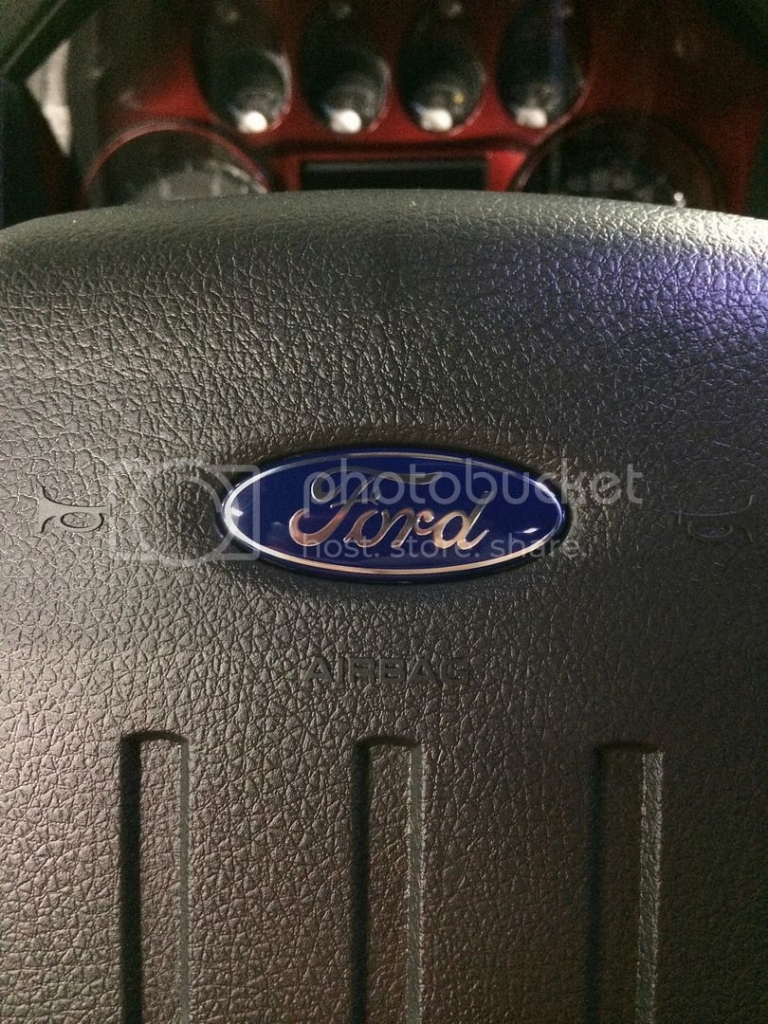 photobucket
Ford
host. store. share.
AIRBAG